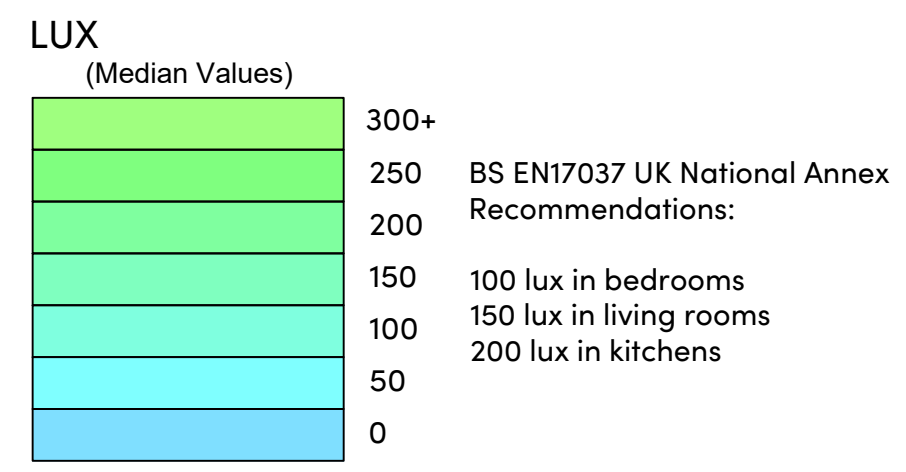 LUX
(Median Values)
300+
250
200
150
100
50
0
BS EN17037 UK National Annex
Recommendations:
100 lux in bedrooms
150 lux in living rooms
200 lux in kitchens